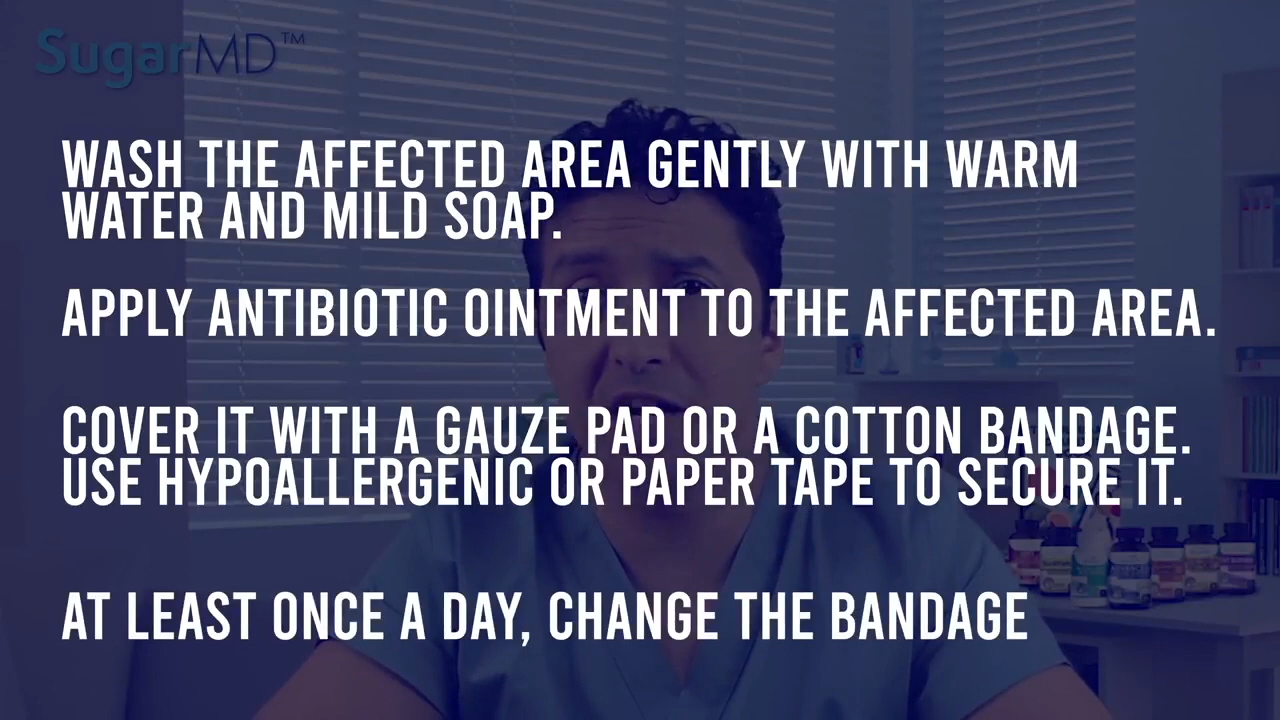 SugarMD™
WASH THE AFFECTED AREA GENTLY WITH WARM
WATER AND MILD SOAP.
APPLY ANTIBIOTIC OINTMENT TO THE AFFECTED AREA.
COVER IT WITH A GAUZE PAD OR A COTTON BANDAGE.
USE HYPOALLERGENIC OR PAPER TAPE TO SECURE IT.
AT LEAST ONCE A DAY, CHANGE THE BANDAGE